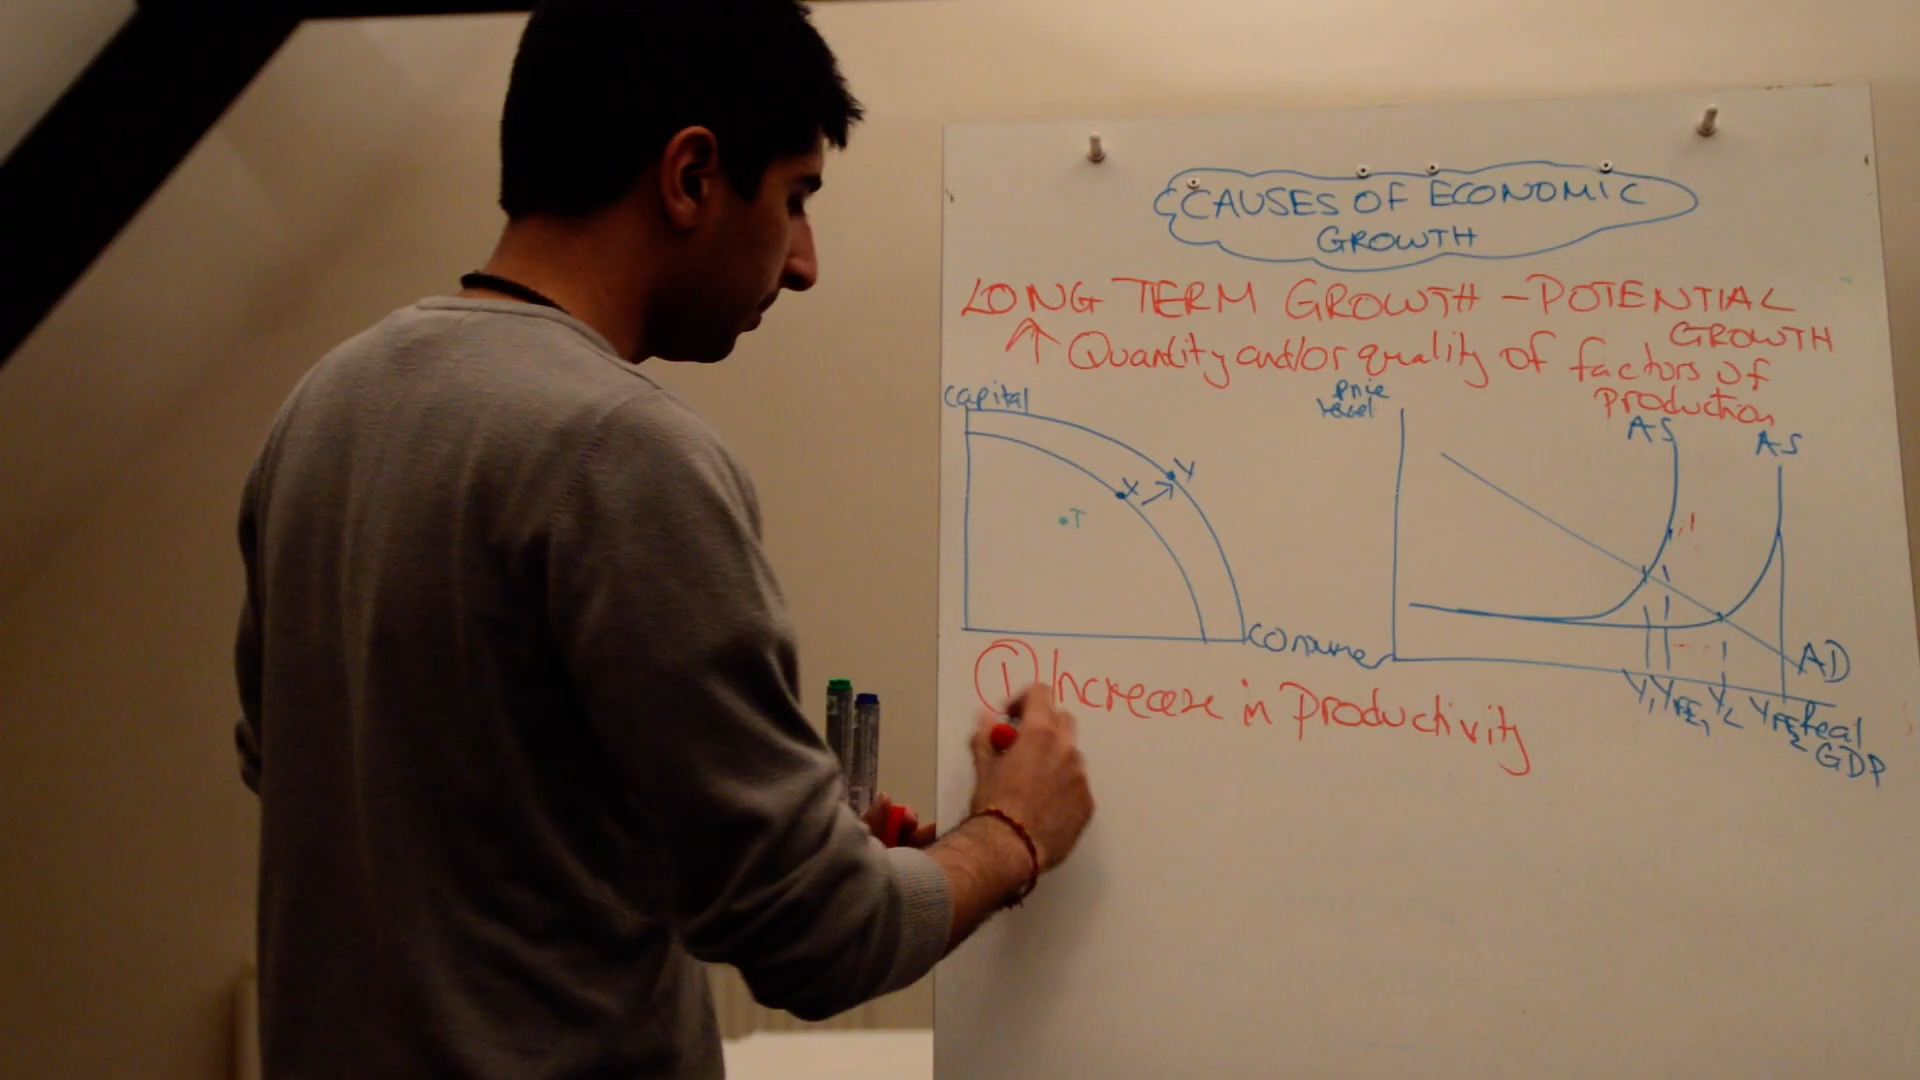 CAUSES OF ECONOMIC
GROWTH
LONG TERM GROWTH - POTENTIAL
GROWTH
↑ Quantity and/or quality of factors of
production
Capital
Price
level
AS
AS
Y
X
T
Consumer
AD
Y1 YFE1 Y2 YFE2 Real
GDP
1 Increase in productivity